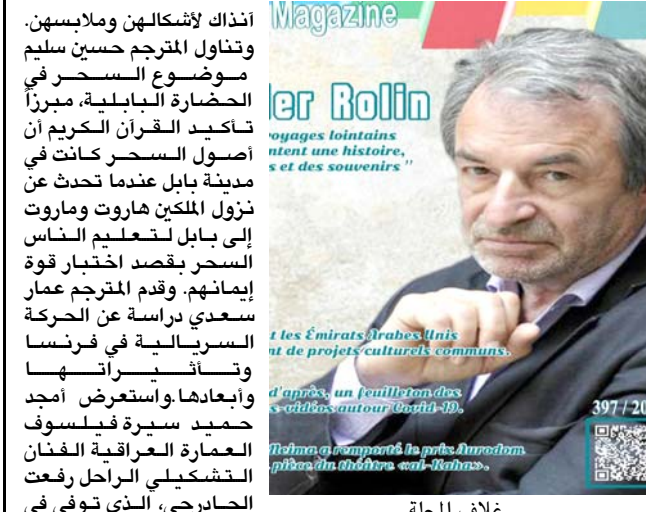 آنذاك لأشكالهن وملابسهن.
وتناول المترجم حسين سليم
موضوع السحر في
الحضارة البابلية، مبرزاً
تأكيد القرآن الكريم أن
أصول السحر كانت في
مدينة بابل عندما تحدث عن
نزول الملكين هاروت وماروت
إلى بابل لتعليم الناس
السحر بقصد اختبار قوة
إيمانهم. وقدم المترجم عمار
سعدي دراسة عن الحركة
السريالية في فرنسا
وتأثيراتها
وأبعادها.واستعرض أمجد
حميد سيرة فيلسوف
العمارة العراقية الفنان
التشكيلي الراحل رفعت
الجادرجي، الذي توفي في
Magazine
Rolin
voyages lointains
une histoire,
s et des souvenirs "
t les Émirats Arabes Unis
nt de projets culturels communs.
d'après, un feuilleton des
s-vidéos autour Covid-19.
a remporté le prix Aurodom
pièce du théâtre «al-Kaha».
397 / 20
غلاف المجلة